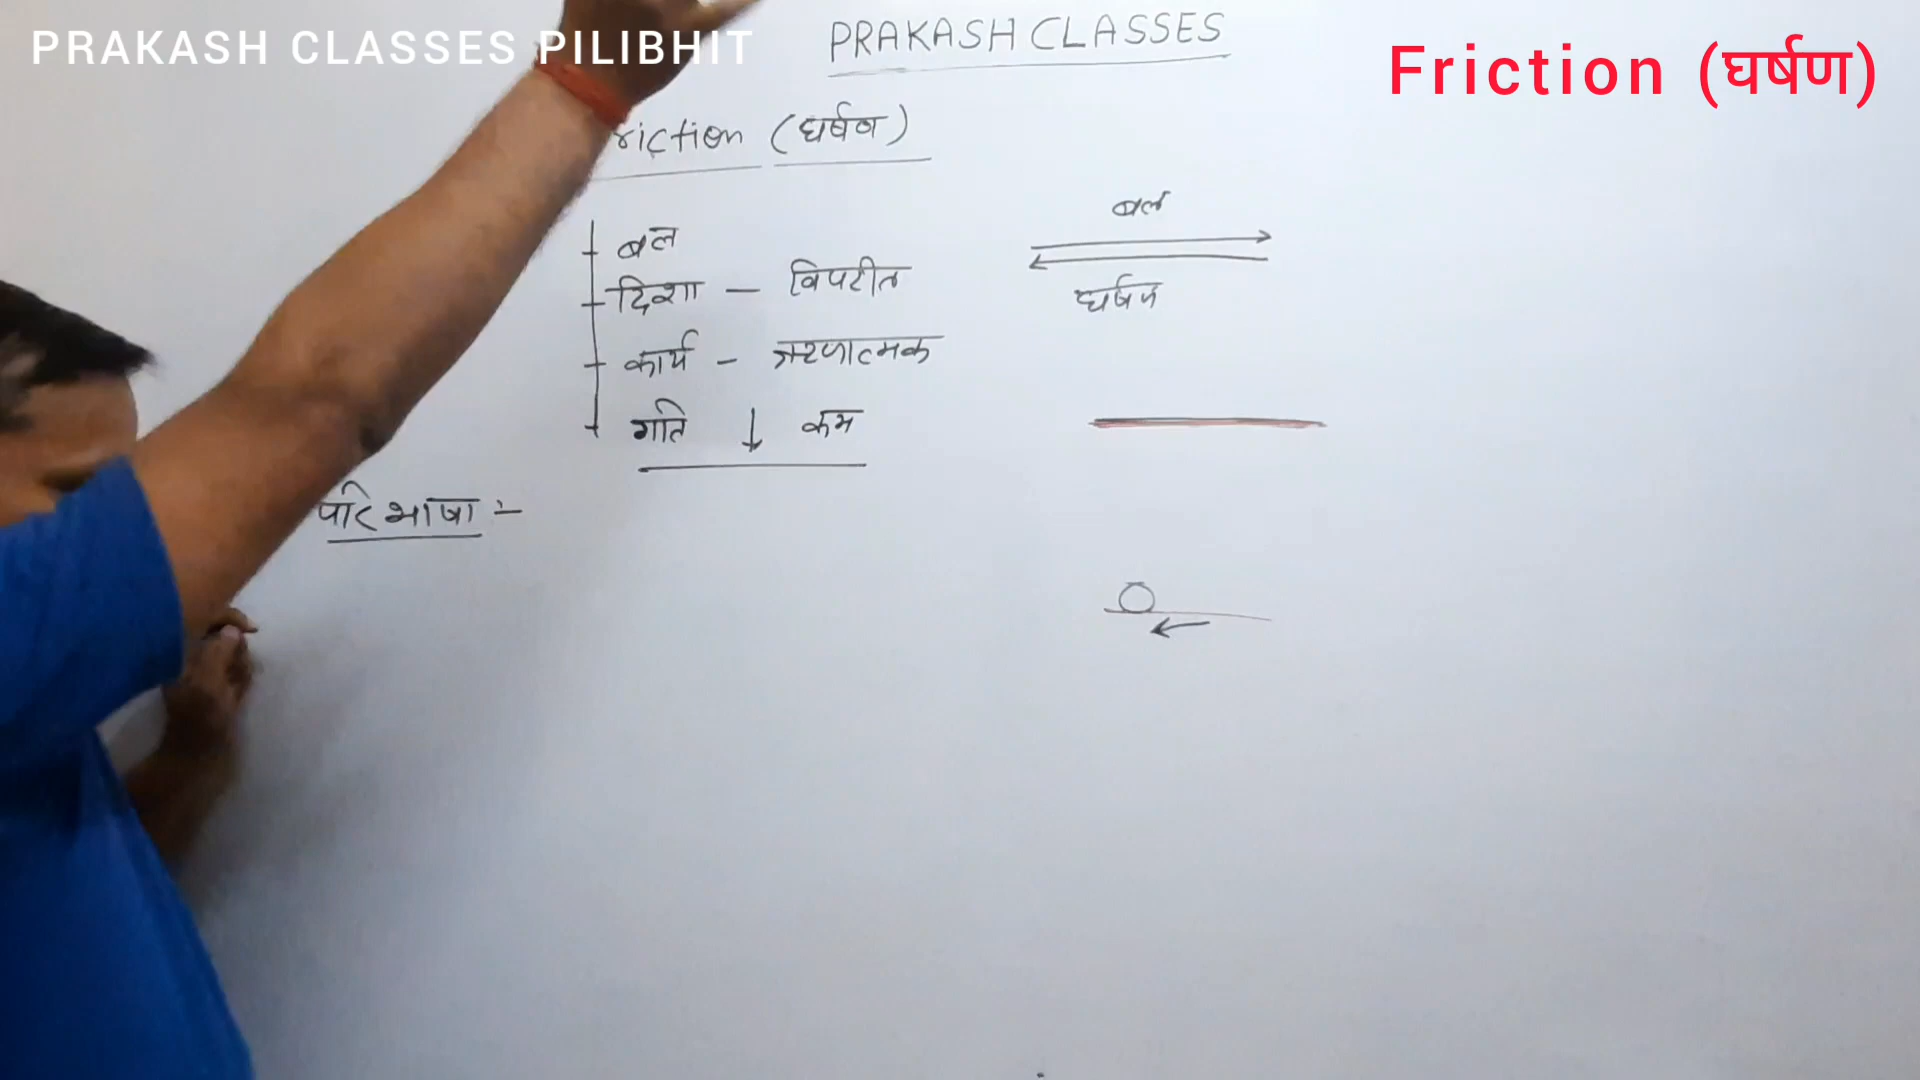 PRAKASH CLASSES PILIBHIT
PRAKASH CLASSES
Friction (घर्षण)
riction (घर्षण)
बल
दिशा — विपरीत
कार्य - ऋणात्मक
गति ↓ कम
बल
घर्षण
परिभाषा :-